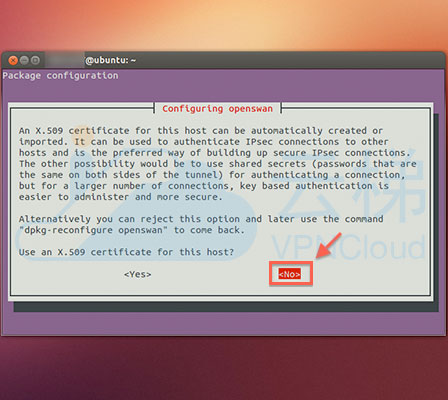 @ubuntu: ~
Package configuration
Configuring openswan
An X.509 certificate for this host can be automatically created or
imported. It can be used to authenticate IPsec connections to other
hosts and is the preferred way of building up secure IPsec connections.
The other possibility would be to use shared secrets (passwords that are
the same on both sides of the tunnel) for authenticating a connection,
but for a larger number of connections, key based authentication is
easier to administer and more secure.
Alternatively you can reject this option and later use the command
"dpkg-reconfigure openswan" to come back.
Use an X.509 certificate for this host?
<Yes> <No>
云梯
VPNCloud